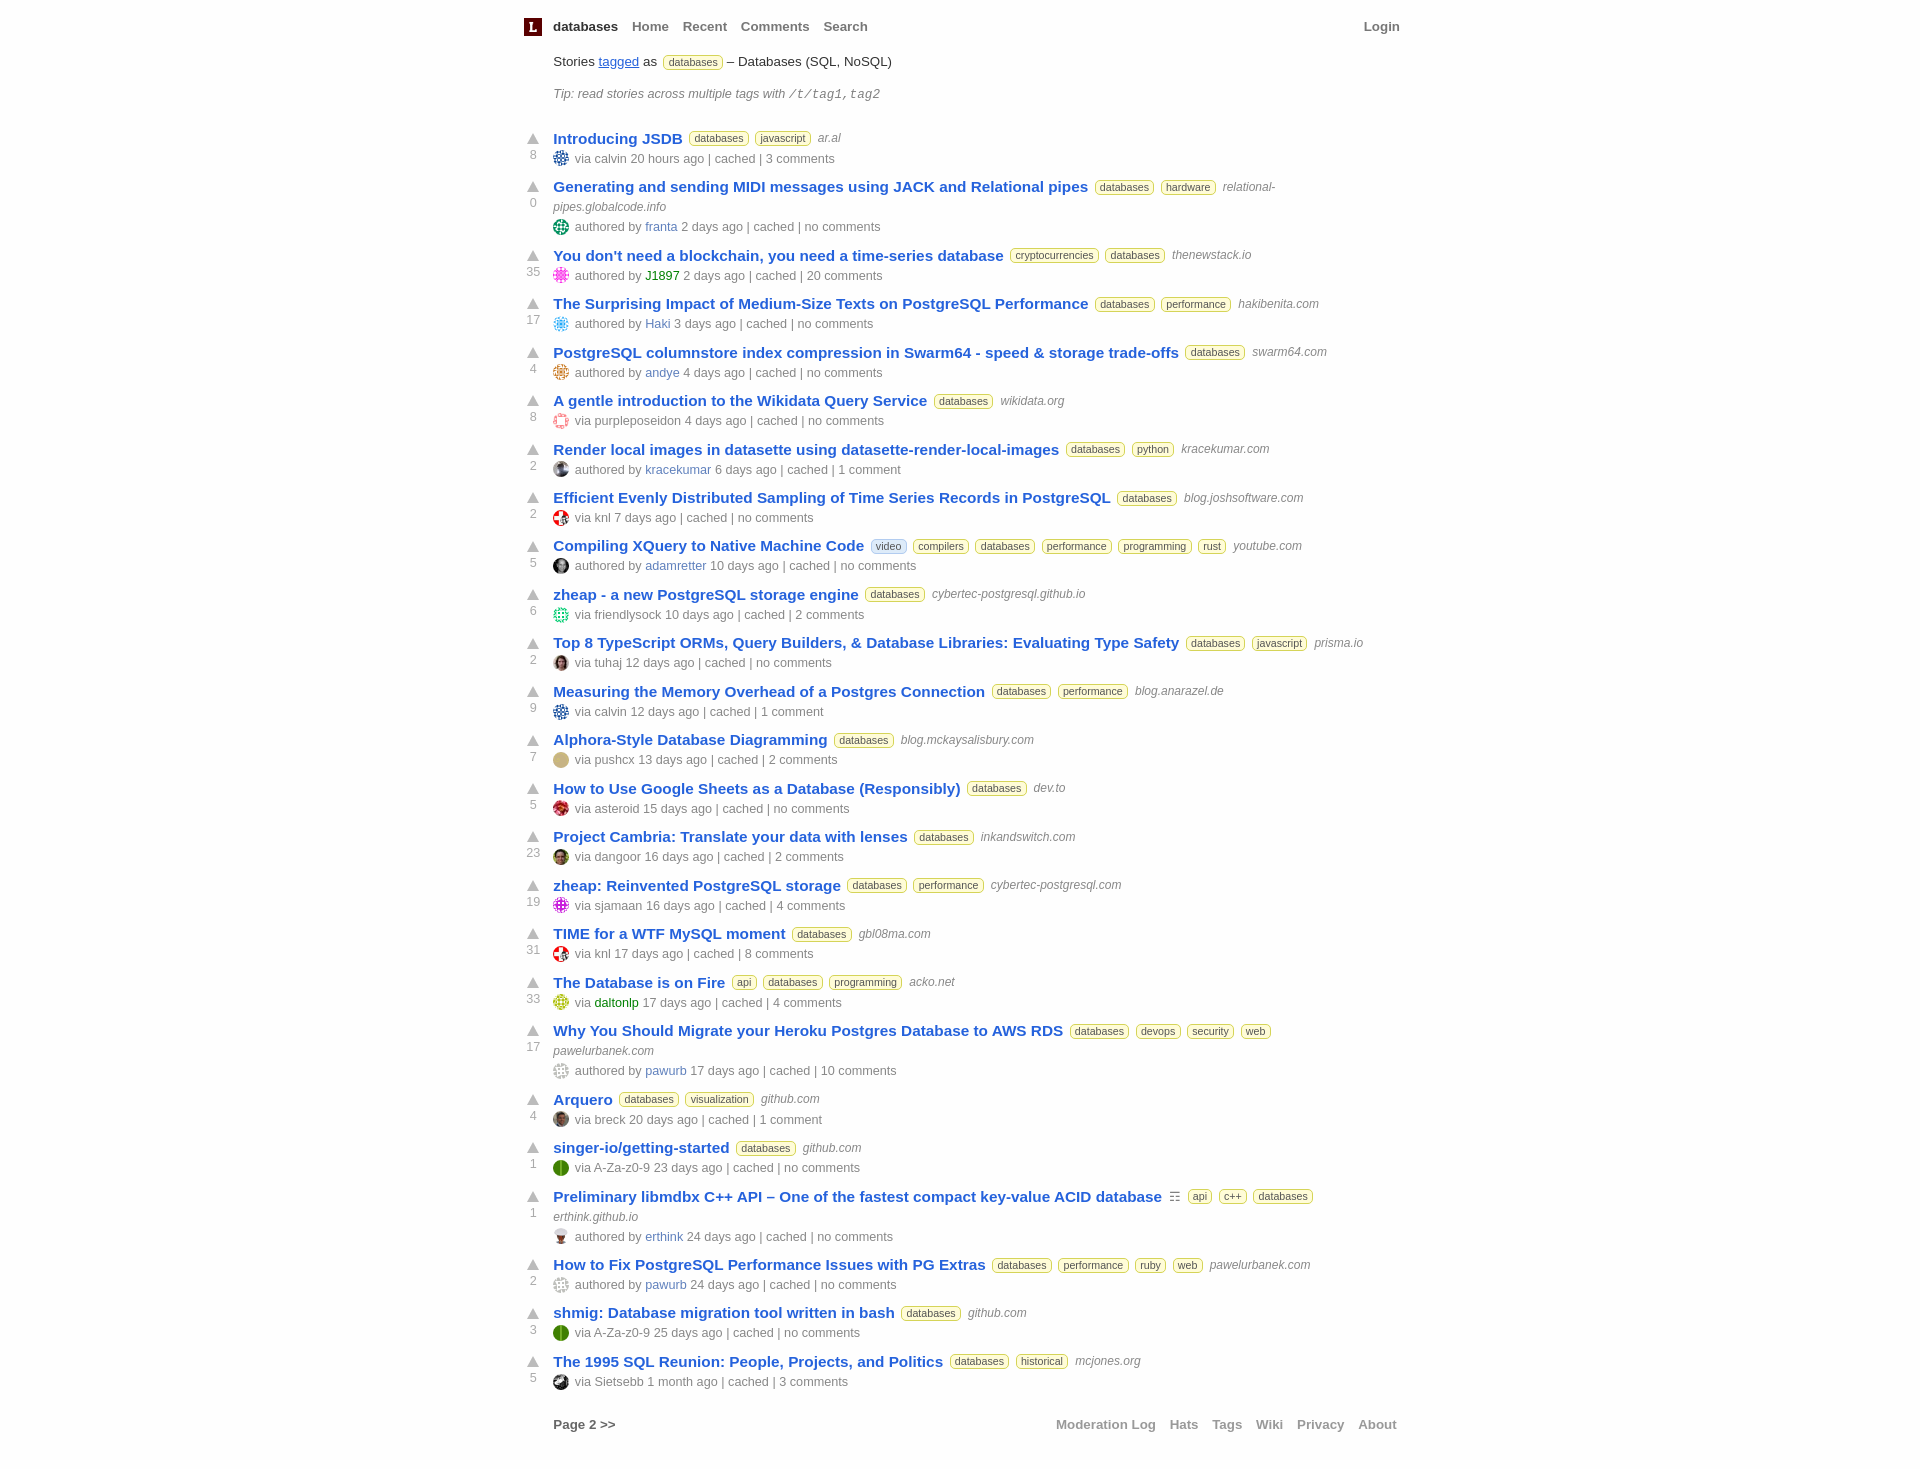 L databases Home Recent Comments Search Login
Stories tagged as databases – Databases (SQL, NoSQL)
Tip: read stories across multiple tags with /t/tag1,tag2
Introducing JSDB databases javascript ar.al
8 via calvin 20 hours ago | cached | 3 comments
Generating and sending MIDI messages using JACK and Relational pipes databases hardware relational-
0 pipes.globalcode.info
authored by franta 2 days ago | cached | no comments
You don't need a blockchain, you need a time-series database cryptocurrencies databases thenewstack.io
35 authored by J1897 2 days ago | cached | 20 comments
The Surprising Impact of Medium-Size Texts on PostgreSQL Performance databases performance hakibenita.com
17 authored by Haki 3 days ago | cached | no comments
PostgreSQL columnstore index compression in Swarm64 - speed & storage trade-offs databases swarm64.com
4 authored by andye 4 days ago | cached | no comments
A gentle introduction to the Wikidata Query Service databases wikidata.org
8 via purpleposeidon 4 days ago | cached | no comments
Render local images in datasette using datasette-render-local-images databases python kracekumar.com
2 authored by kracekumar 6 days ago | cached | 1 comment
Efficient Evenly Distributed Sampling of Time Series Records in PostgreSQL databases blog.joshsoftware.com
2 via knl 7 days ago | cached | no comments
Compiling XQuery to Native Machine Code video compilers databases performance programming rust youtube.com
5 authored by adamretter 10 days ago | cached | no comments
zheap - a new PostgreSQL storage engine databases cybertec-postgresql.github.io
6 via friendlysock 10 days ago | cached | 2 comments
Top 8 TypeScript ORMs, Query Builders, & Database Libraries: Evaluating Type Safety databases javascript prisma.io
2 via tuhaj 12 days ago | cached | no comments
Measuring the Memory Overhead of a Postgres Connection databases performance blog.anarazel.de
9 via calvin 12 days ago | cached | 1 comment
Alphora-Style Database Diagramming databases blog.mckaysalisbury.com
7 via pushcx 13 days ago | cached | 2 comments
How to Use Google Sheets as a Database (Responsibly) databases dev.to
5 via asteroid 15 days ago | cached | no comments
Project Cambria: Translate your data with lenses databases inkandswitch.com
23 via dangoor 16 days ago | cached | 2 comments
zheap: Reinvented PostgreSQL storage databases performance cybertec-postgresql.com
19 via sjamaan 16 days ago | cached | 4 comments
TIME for a WTF MySQL moment databases gbl08ma.com
31 via knl 17 days ago | cached | 8 comments
The Database is on Fire api databases programming acko.net
33 via daltonlp 17 days ago | cached | 4 comments
Why You Should Migrate your Heroku Postgres Database to AWS RDS databases devops security web
17 pawelurbanek.com
authored by pawurb 17 days ago | cached | 10 comments
Arquero databases visualization github.com
4 via breck 20 days ago | cached | 1 comment
singer-io/getting-started databases github.com
1 via A-Za-z0-9 23 days ago | cached | no comments
Preliminary libmdbx C++ API – One of the fastest compact key-value ACID database ☶ api c++ databases
1 erthink.github.io
authored by erthink 24 days ago | cached | no comments
How to Fix PostgreSQL Performance Issues with PG Extras databases performance ruby web pawelurbanek.com
2 authored by pawurb 24 days ago | cached | no comments
shmig: Database migration tool written in bash databases github.com
3 via A-Za-z0-9 25 days ago | cached | no comments
The 1995 SQL Reunion: People, Projects, and Politics databases historical mcjones.org
5 via Sietsebb 1 month ago | cached | 3 comments
Page 2 >> Moderation Log Hats Tags Wiki Privacy About